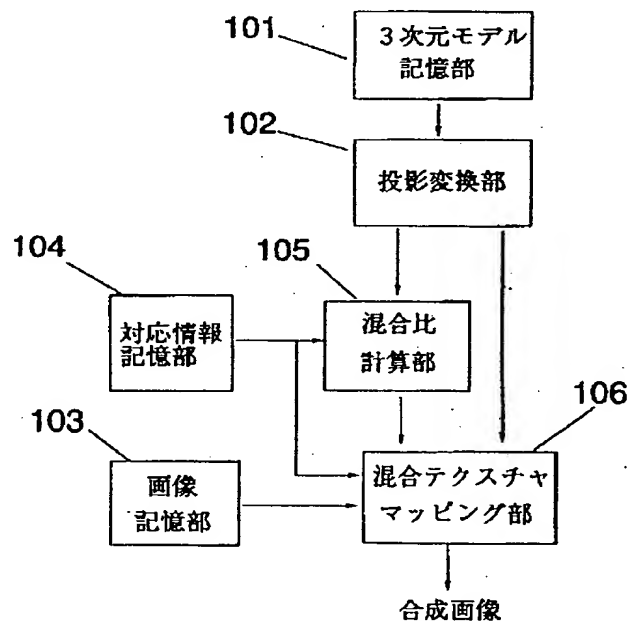 101
３次元モデル
記憶部
102
投影変換部
104
105
対応情報
記憶部
混合比
計算部
106
103
画像
記憶部
混合テクスチャ
マッピング部
合成画像